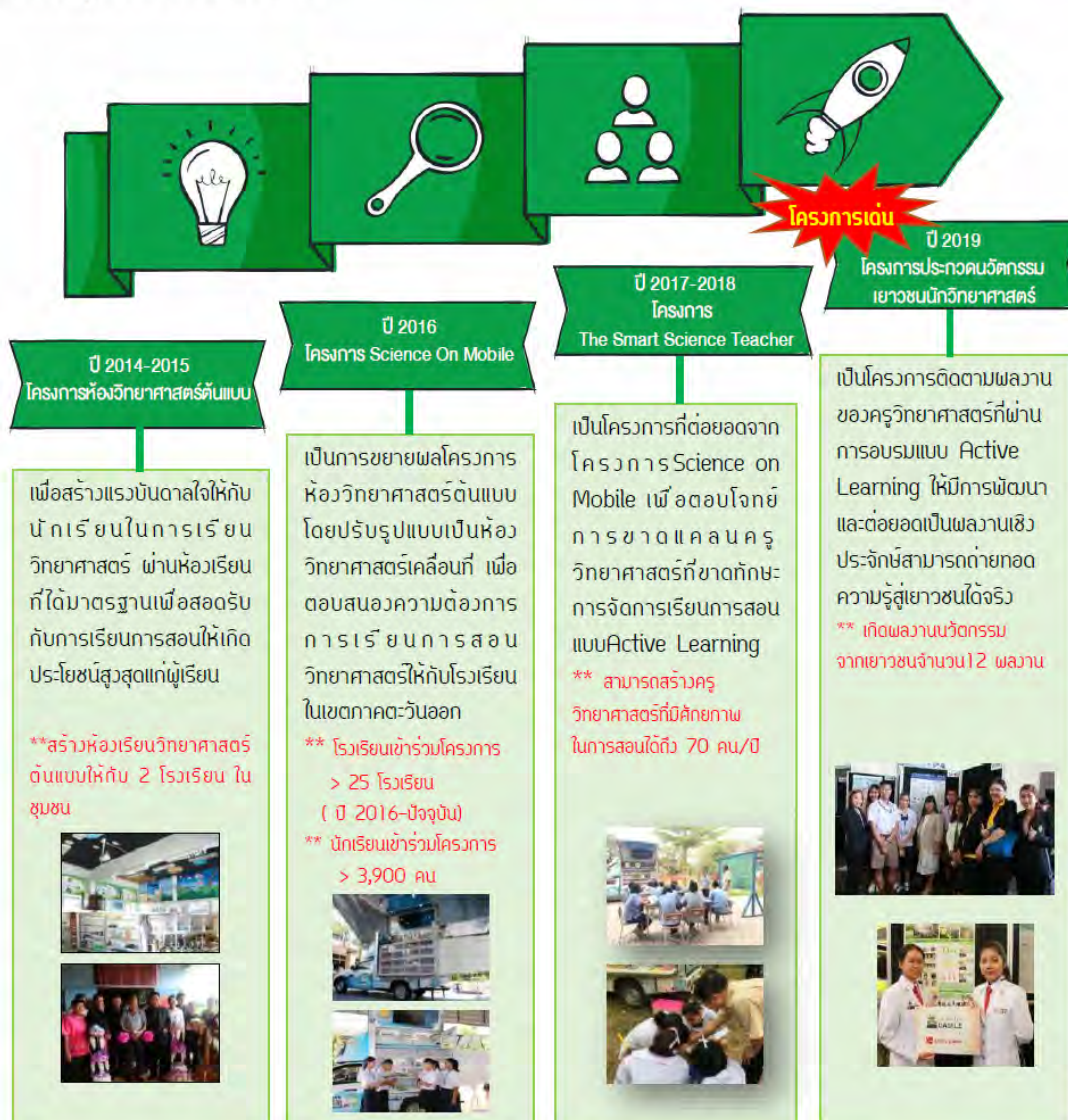 โครงการเด่น
ปี 2014-2015
โครงการห้องวิทยาศาสตร์ต้นแบบ
เพื่อสร้างแรงบันดาลใจให้กับ
นักเรียนในการเรียน
วิทยาศาสตร์ ผ่านห้องเรียน
ที่ได้มาตรฐานเพื่อสอดรับ
กับการเรียนการสอนให้เกิด
ประโยชน์สูงสุดแก่ผู้เรียน
**สร้างห้องเรียนวิทยาศาสตร์
ต้นแบบให้กับ 2 โรงเรียน ใน
ชุมชน
ปี 2016
โครงการ Science On Mobile
เป็นการขยายผลโครงการ
ห้องวิทยาศาสตร์ต้นแบบ
โดยปรับรูปแบบเป็นห้อง
วิทยาศาสตร์เคลื่อนที่ เพื่อ
ตอบสนองความต้องการ
การเรียนการสอน
วิทยาศาสตร์ให้กับโรงเรียน
ในเขตภาคตะวันออก
** โรงเรียนเข้าร่วมโครงการ
> 25 โรงเรียน
( ปี 2016-ปัจจุบัน)
** นักเรียนเข้าร่วมโครงการ
> 3,900 คน
ปี 2017-2018
โครงการ
The Smart Science Teacher
เป็นโครงการที่ต่อยอดจาก
โครงการScience on
Mobile เพื่อตอบโจทย์
การขาดแคลนครู
วิทยาศาสตร์ที่ขาดทักษะ
การจัดการเรียนการสอน
แบบActive Learning
** สามารถสร้างครู
วิทยาศาสตร์ที่มีศักยภาพ
ในการสอนได้ถึง 70 คน/ปี
ปี 2019
โครงการประกวดนวัตกรรม
เยาวชนนักวิทยาศาสตร์
เป็นโครงการติดตามผลงาน
ของครูวิทยาศาสตร์ที่ผ่าน
การอบรมแบบ Active
Learning ให้มีการพัฒนา
และต่อยอดเป็นผลงานเชิง
ประจักษ์สามารถถ่ายทอด
ความรู้สู่เยาวชนได้จริง
** เกิดผลงานนวัตกรรม
จากเยาวชนจำนวน12 ผลงาน